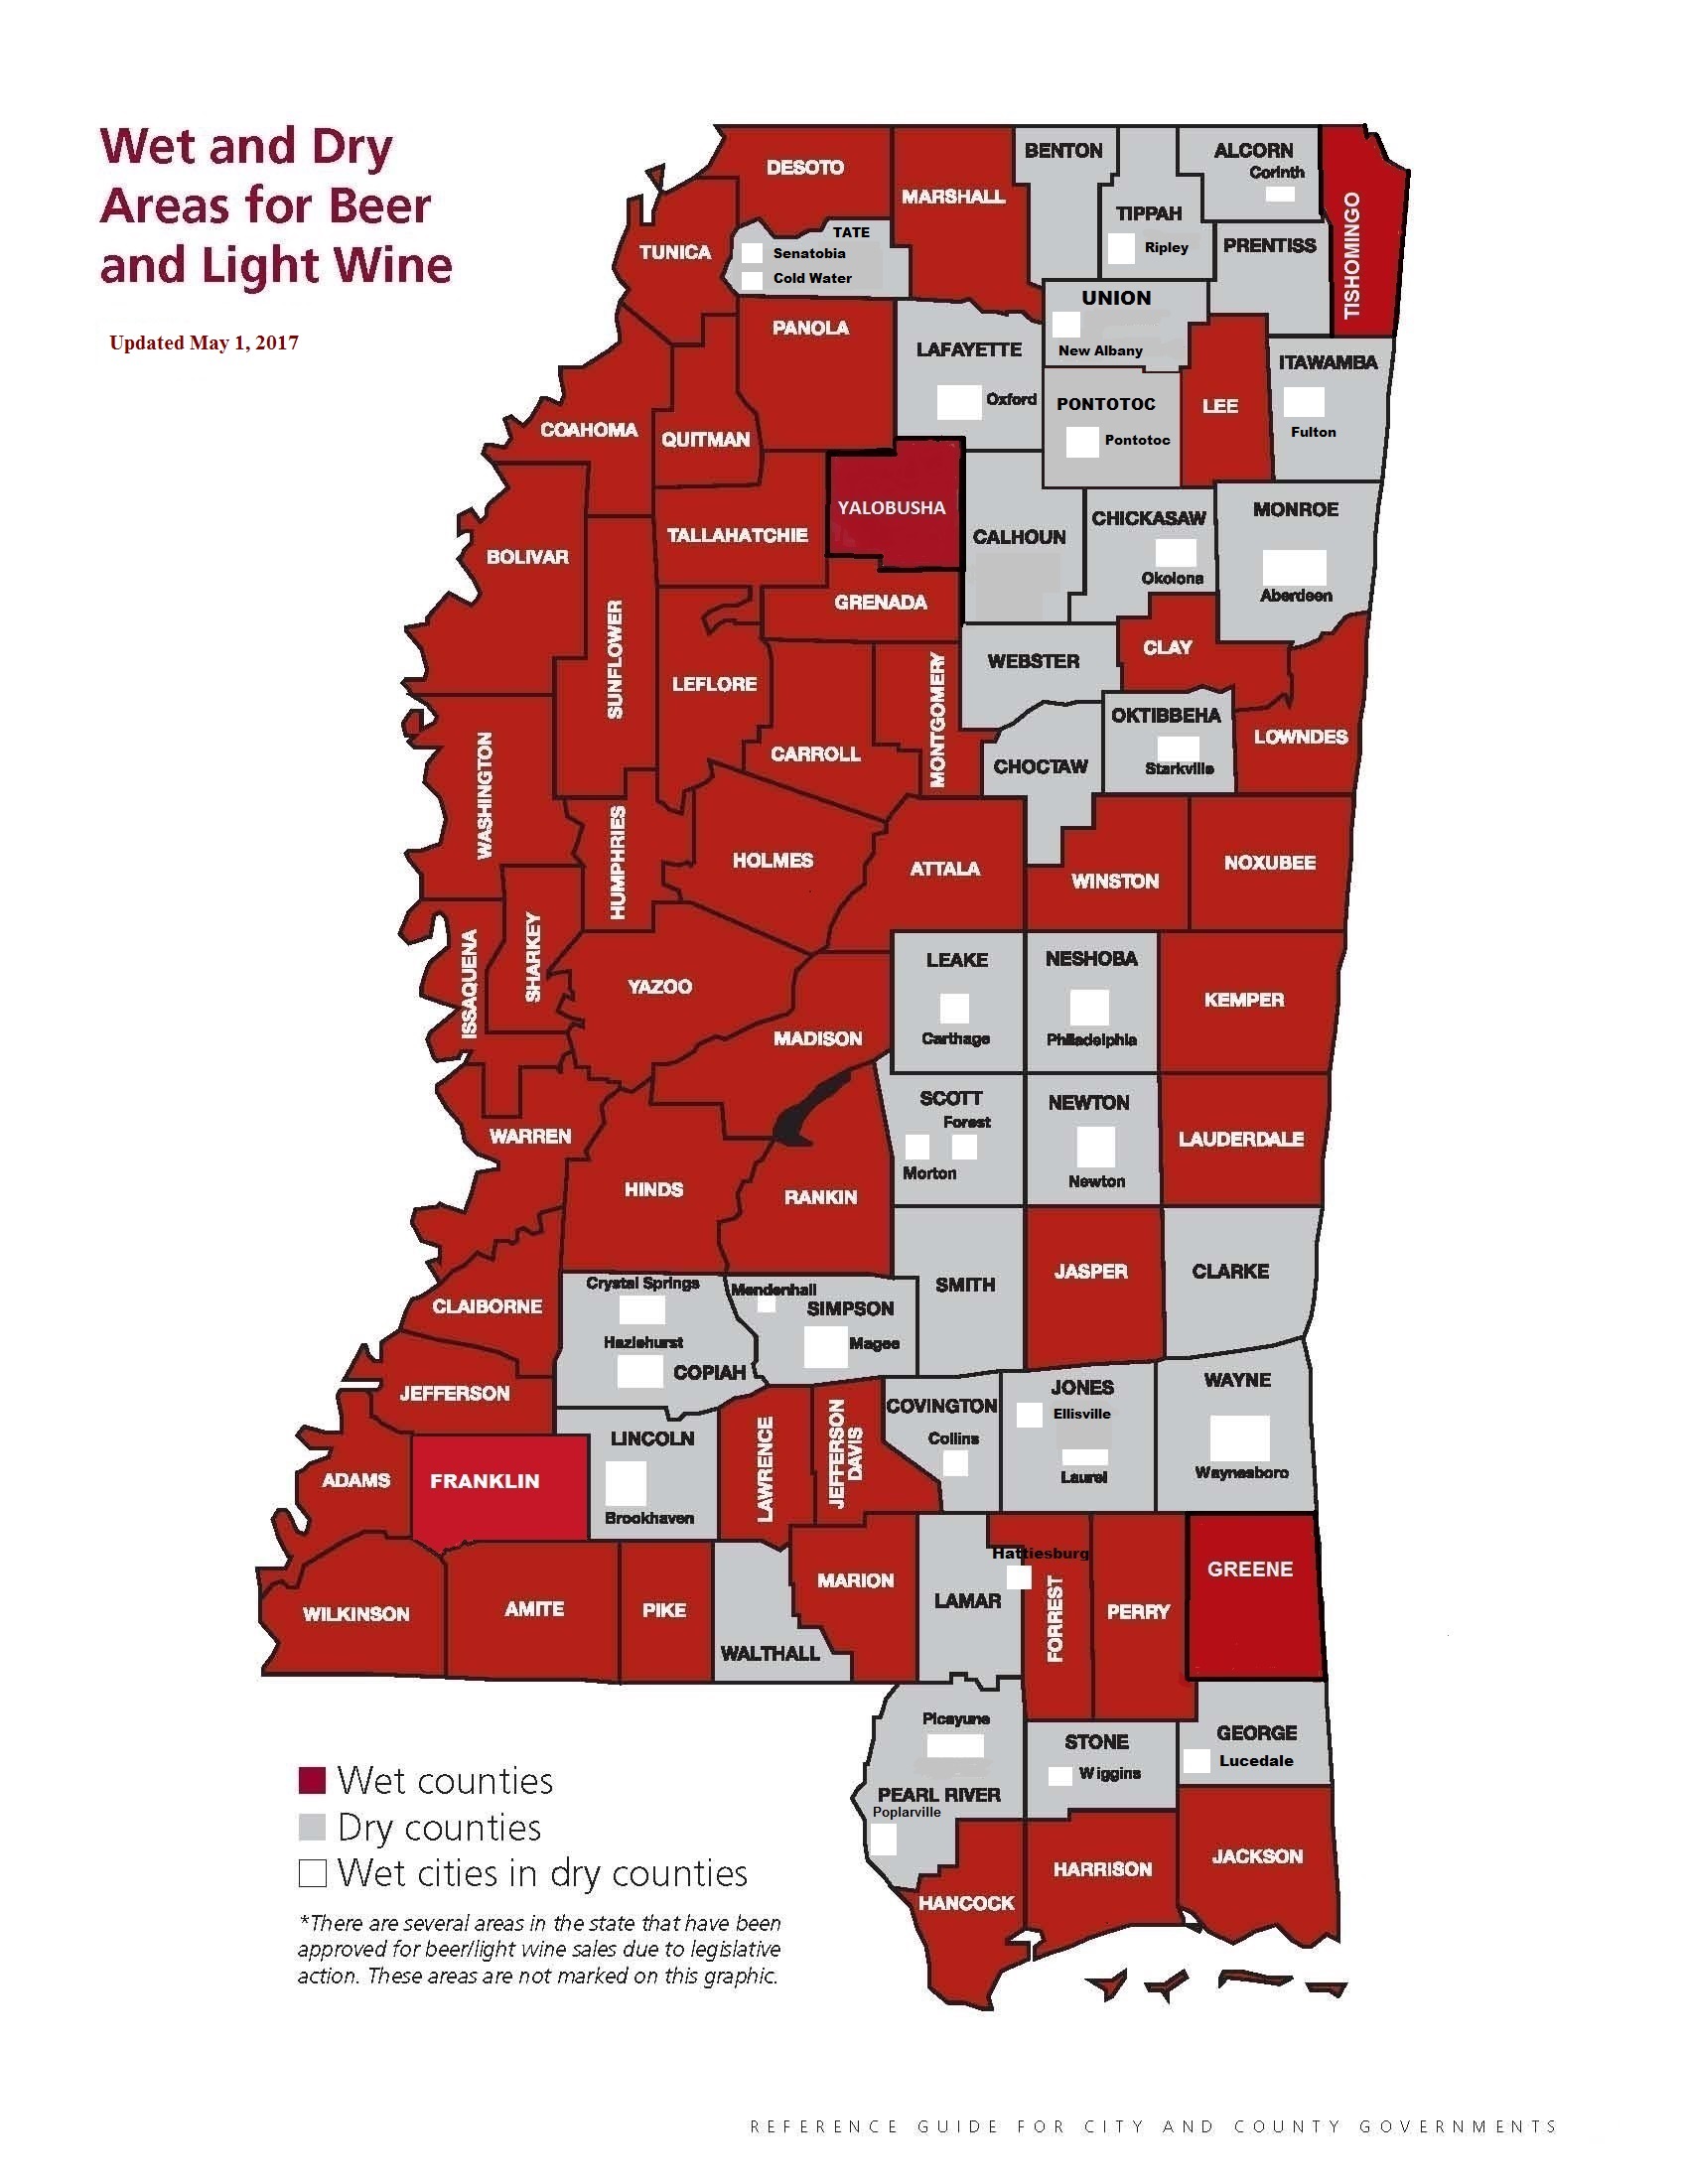 Wet and Dry
Areas for Beer
and Light Wine
Updated May 1, 2017
DESOTO
MARSHALL
BENTON
TIPPAH
Ripley
ALCORN
Corinth
TISHOMINGO
PRENTISS
TUNICA
TATE
Senatobia
Cold Water
UNION
New Albany
PANOLA
LAFAYETTE
Oxford
PONTOTOC
Pontotoc
LEE
ITAWAMBA
Fulton
COAHOMA
QUITMAN
YALOBUSHA
TALLAHATCHIE
CALHOUN
CHICKASAW
Okolona
MONROE
Aberdeen
BOLIVAR
SUNFLOWER
GRENADA
LEFLORE
CARROLL
MONTGOMERY
WEBSTER
CLAY
OKTIBBEHA
Starkville
LOWNDES
CHOCTAW
WASHINGTON
HUMPHRIES
HOLMES
ATTALA
WINSTON
NOXUBEE
ISSAQUENA
SHARKEY
YAZOO
MADISON
LEAKE
Carthage
NESHOBA
Philadelphia
KEMPER
WARREN
HINDS
RANKIN
SCOTT
Forest
Morton
NEWTON
Newton
LAUDERDALE
CLAIBORNE
Crystal Springs
Hazlehurst
COPIAH
Mendenhall
SIMPSON
Magee
SMITH
JASPER
CLARKE
JEFFERSON
ADAMS
FRANKLIN
LINCOLN
Brookhaven
LAWRENCE
JEFFERSON
DAVIS
COVINGTON
Collins
JONES
Ellisville
Laurel
WAYNE
Waynesboro
WILKINSON
AMITE
PIKE
WALTHALL
MARION
LAMAR
Hattiesburg
FORREST
PERRY
GREENE
Picayune
PEARL RIVER
Poplarville
STONE
Wiggins
GEORGE
Lucedale
HANCOCK
HARRISON
JACKSON
Wet counties
Dry counties
Wet cities in dry counties
*There are several areas in the state that have been
approved for beer/light wine sales due to legislative
action. These areas are not marked on this graphic.
REFERENCE GUIDE FOR CITY AND COUNTY GOVERNMENTS